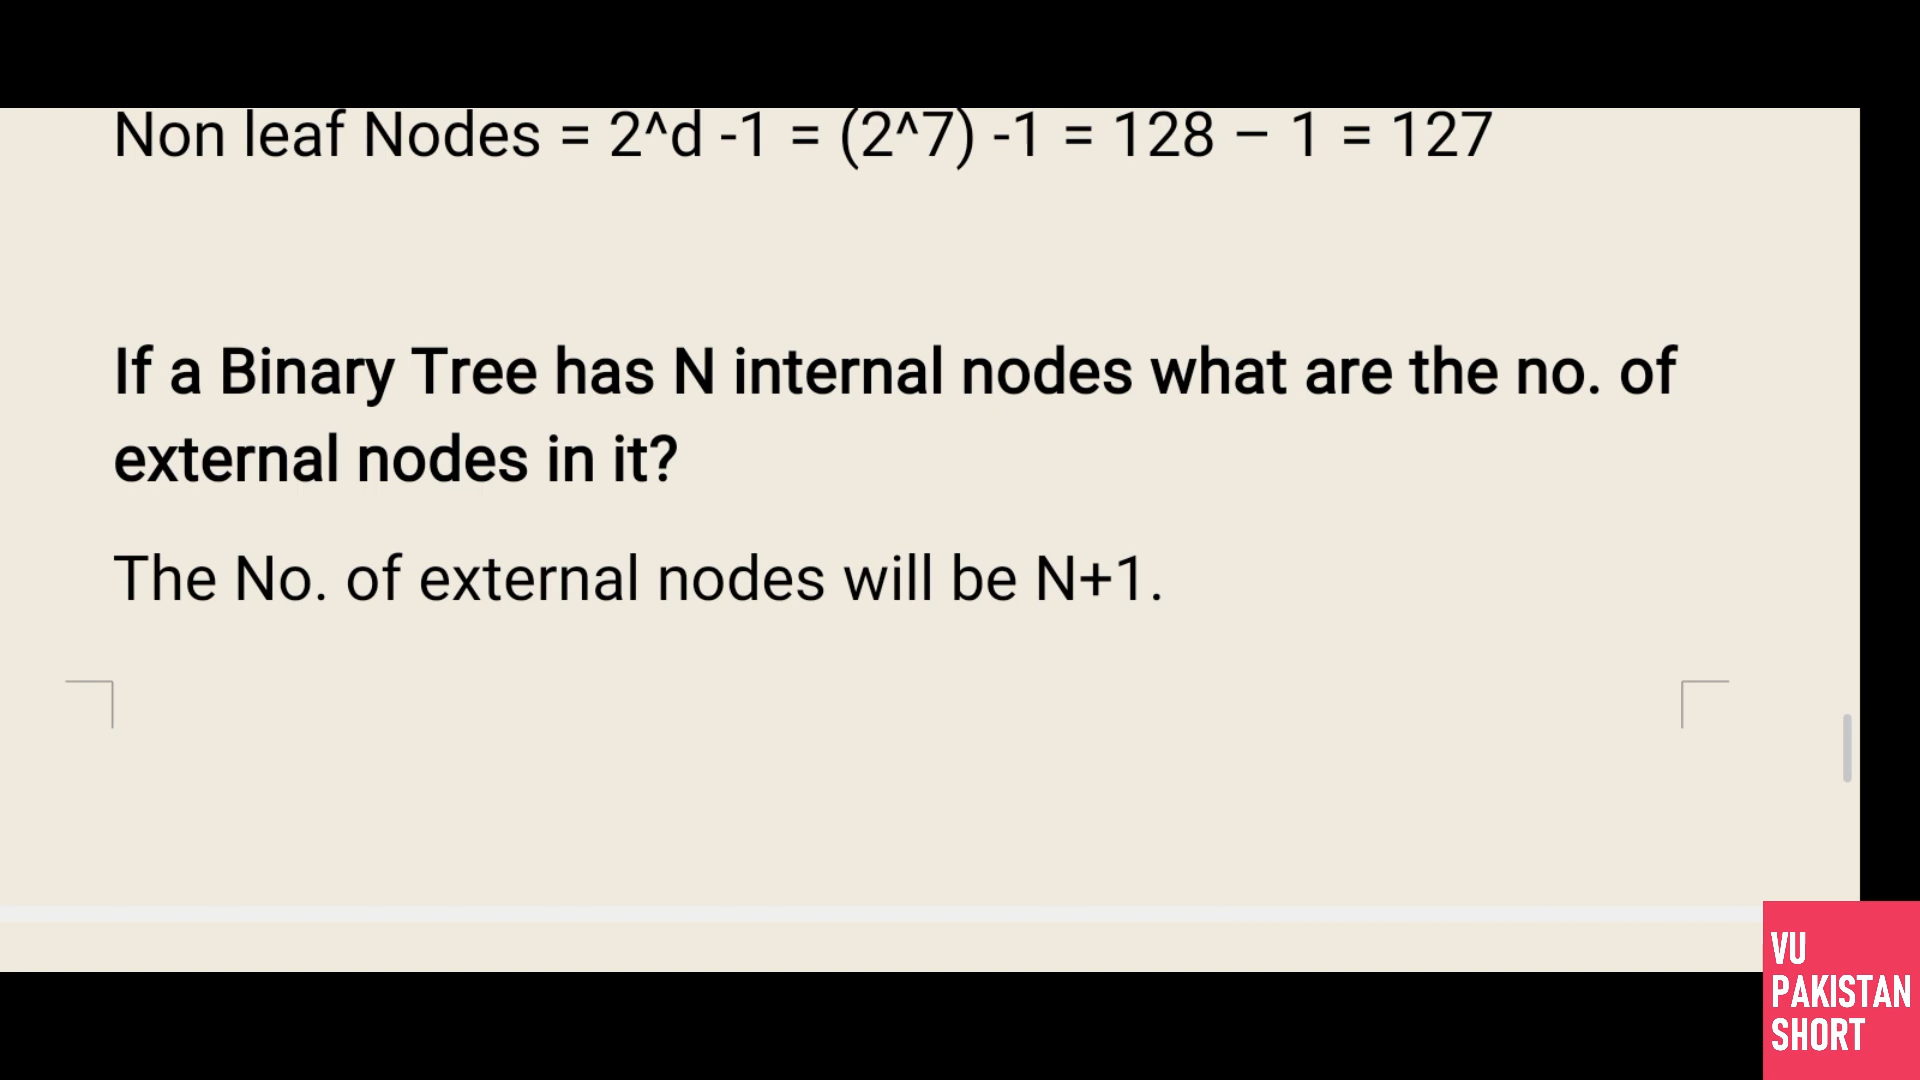 Non leaf Nodes = 2^d -1 = (2^7) -1 = 128 – 1 = 127
If a Binary Tree has N internal nodes what are the no. of
external nodes in it?
The No. of external nodes will be N+1.
VU
PAKISTAN
SHORT